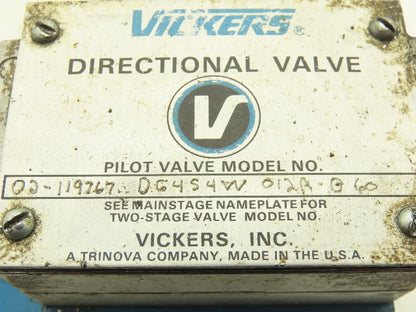 VICKERS®
DIRECTIONAL VALVE
V
PILOT VALVE MODEL NO.
02-119767 DG4S4W 012A-B 60
SEE MAINSTAGE NAMEPLATE FOR
TWO-STAGE VALVE MODEL NO.
VICKERS, INC.
A TRINOVA COMPANY, MADE IN THE U.S.A.